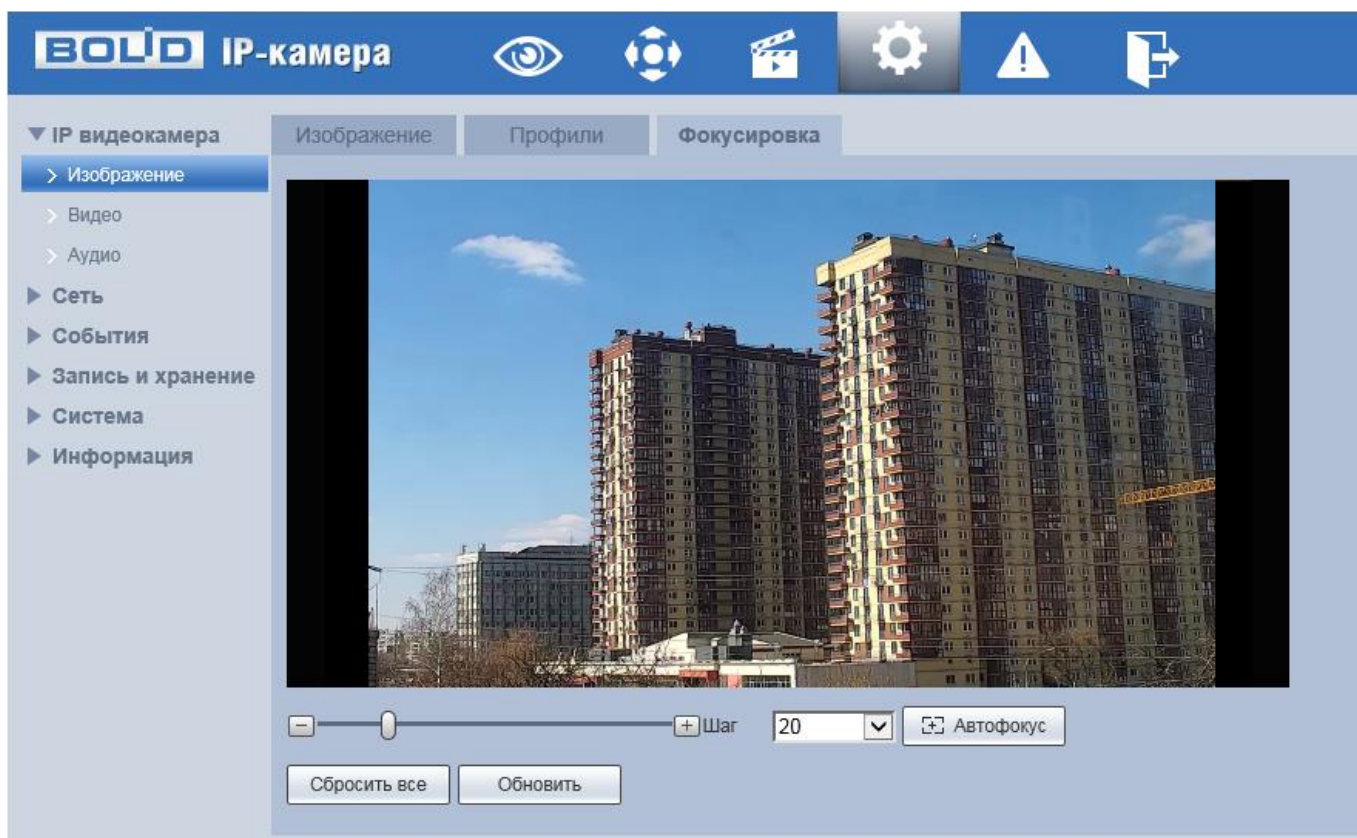 BOLID IP-камера
IP видеокамера
Изображение
Видео
Аудио
Сеть
События
Запись и хранение
Система
Информация
Изображение Профили Фокусировка
Шаг 20 Автофокус
Сбросить все Обновить